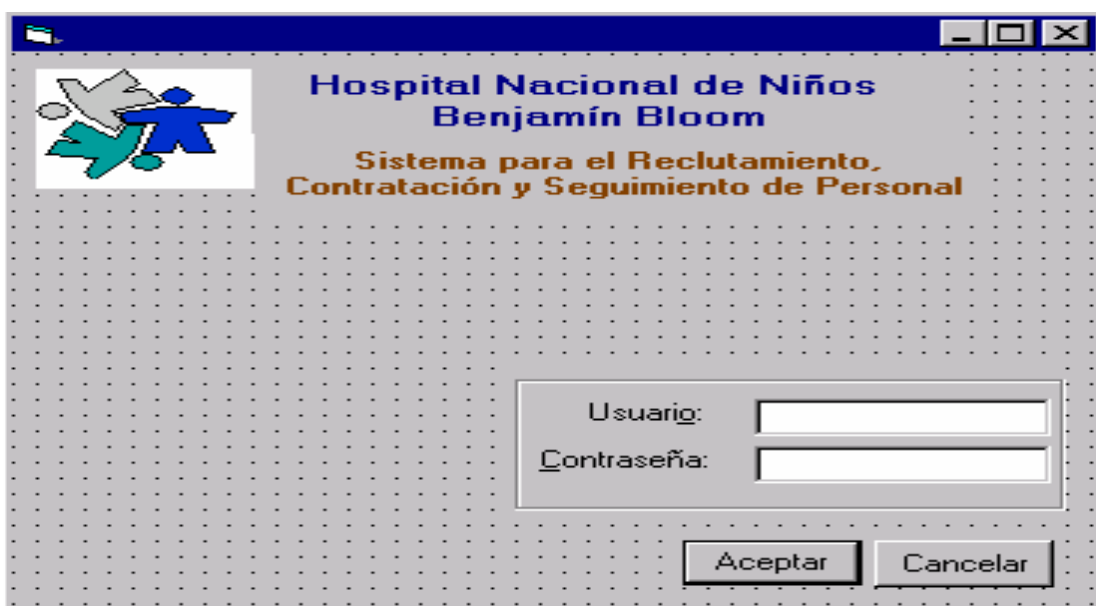 Hospital Nacional de Niños
Benjamín Bloom
Sistema para el Reclutamiento,
Contratación y Seguimiento de Personal
Usuario:
Contraseña:
Aceptar
Cancelar